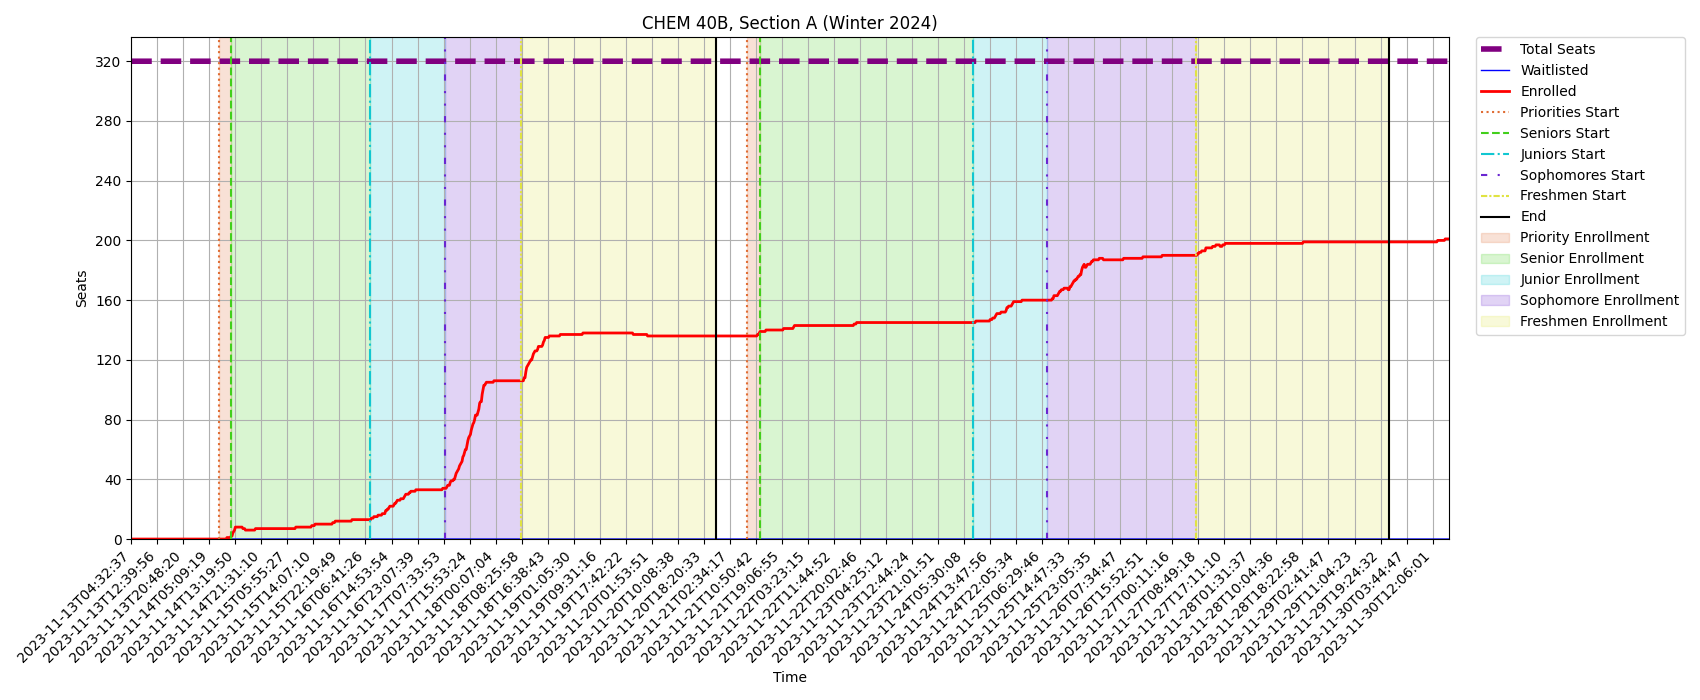 CHEM 40B, Section A (Winter 2024)
Seats
320
280
240
200
160
120
80
40
0
2023-11-13T04:32:37
2023-11-13T12:39:56
2023-11-13T20:48:20
2023-11-14T05:09:19
2023-11-14T13:19:50
2023-11-14T21:31:10
2023-11-15T05:55:27
2023-11-15T14:07:10
2023-11-15T22:19:49
2023-11-16T06:41:26
2023-11-16T14:53:54
2023-11-16T23:07:39
2023-11-17T07:33:53
2023-11-17T15:53:24
2023-11-18T00:07:04
2023-11-18T08:25:58
2023-11-18T16:38:43
2023-11-19T01:05:30
2023-11-19T09:31:16
2023-11-19T17:42:22
2023-11-20T01:53:51
2023-11-20T10:08:38
2023-11-20T18:20:33
2023-11-21T02:34:17
2023-11-21T10:50:42
2023-11-21T19:06:55
2023-11-22T03:23:15
2023-11-22T11:44:52
2023-11-22T20:02:46
2023-11-23T04:25:12
2023-11-23T12:44:24
2023-11-23T21:01:51
2023-11-24T05:30:08
2023-11-24T13:47:56
2023-11-24T22:05:34
2023-11-25T06:29:46
2023-11-25T14:47:33
2023-11-25T23:05:35
2023-11-26T07:34:47
2023-11-26T15:52:51
2023-11-27T00:11:16
2023-11-27T08:49:18
2023-11-27T17:11:10
2023-11-28T01:31:37
2023-11-28T10:04:36
2023-11-28T18:22:58
2023-11-29T02:41:47
2023-11-29T11:04:23
2023-11-29T19:24:32
2023-11-30T03:44:47
2023-11-30T12:06:01
Time
Total Seats
Waitlisted
Enrolled
Priorities Start
Seniors Start
Juniors Start
Sophomores Start
Freshmen Start
End
Priority Enrollment
Senior Enrollment
Junior Enrollment
Sophomore Enrollment
Freshmen Enrollment